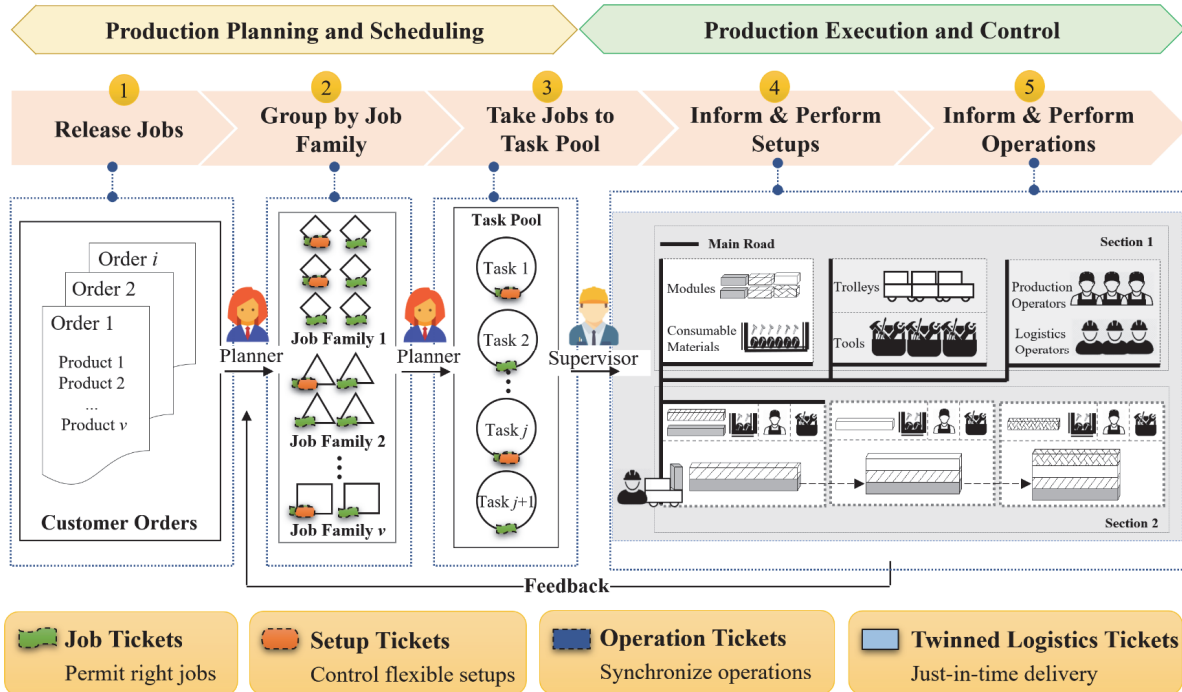 Production Planning and Scheduling
Production Execution and Control
1
Release Jobs
2
Group by Job
Family
3
Take Jobs to
Task Pool
4
Inform & Perform
Setups
5
Inform & Perform
Operations
Order i
Order 2
Order 1
Product 1
Product 2
...
Product v
Customer Orders
Planner
Job Family 1
Job Family 2
Job Family v
Planner
Task Pool
Task 1
Task 2
Task j
Task j+1
Supervisor
Main Road
Section 1
Modules
Consumable
Materials
Trolleys
Tools
Production
Operators
Logistics
Operators
Section 2
Feedback
Job Tickets
Permit right jobs
Setup Tickets
Control flexible setups
Operation Tickets
Synchronize operations
Twinned Logistics Tickets
Just-in-time delivery